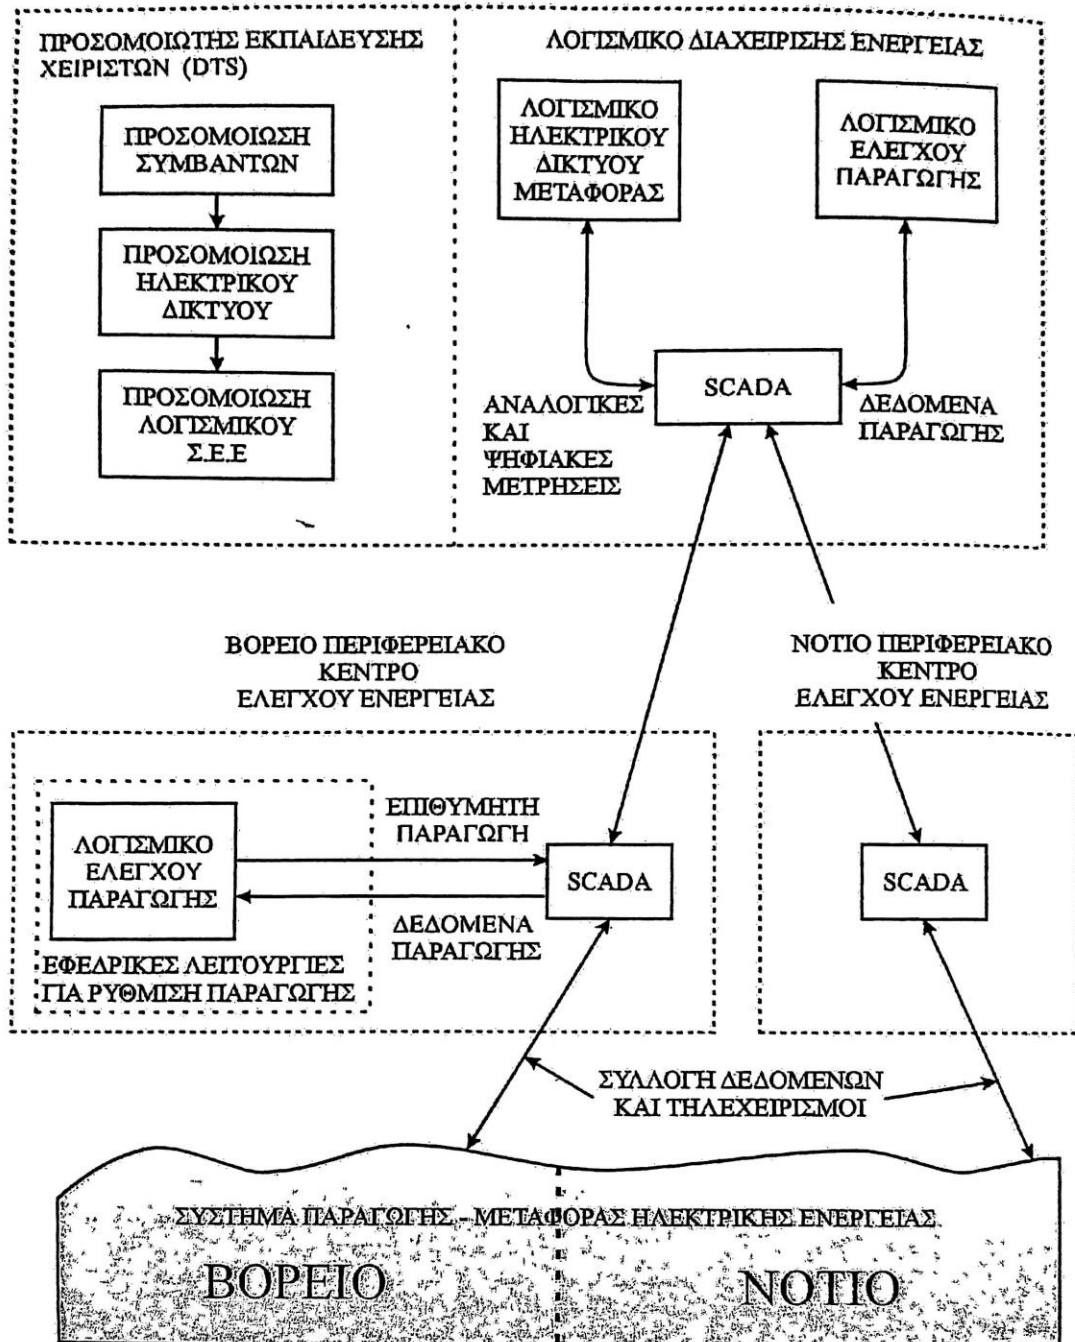 ΠΡΟΣΟΜΟΙΩΤΗΣ ΕΚΠΑΙΔΕΥΣΗΣ
ΧΕΙΡΙΣΤΩΝ (DTS)
ΠΡΟΣΟΜΟΙΩΣΗ
ΣΥΜΒΑΝΤΩΝ
ΠΡΟΣΟΜΟΙΩΣΗ
ΗΛΕΚΤΡΙΚΟΥ
ΔΙΚΤΥΟΥ
ΠΡΟΣΟΜΟΙΩΣΗ
ΛΟΓΙΣΜΙΚΟΥ
Σ.Ε.Ε
ΛΟΓΙΣΜΙΚΟ ΔΙΑΧΕΙΡΙΣΗΣ ΕΝΕΡΓΕΙΑΣ
ΛΟΓΙΣΜΙΚΟ
ΗΛΕΚΤΡΙΚΟΥ
ΔΙΚΤΥΟΥ
ΜΕΤΑΦΟΡΑΣ
ΛΟΓΙΣΜΙΚΟ
ΕΛΕΓΧΟΥ
ΠΑΡΑΓΩΓΗΣ
SCADA
ΑΝΑΛΟΓΙΚΕΣ
ΚΑΙ
ΨΗΦΙΑΚΕΣ
ΜΕΤΡΗΣΕΙΣ
ΔΕΔΟΜΕΝΑ
ΠΑΡΑΓΩΓΗΣ
ΒΟΡΕΙΟ ΠΕΡΙΦΕΡΕΙΑΚΟ
ΚΕΝΤΡΟ
ΕΛΕΓΧΟΥ ΕΝΕΡΓΕΙΑΣ
ΝΟΤΙΟ ΠΕΡΙΦΕΡΕΙΑΚΟ
ΚΕΝΤΡΟ
ΕΛΕΓΧΟΥ ΕΝΕΡΓΕΙΑΣ
ΛΟΓΙΣΜΙΚΟ
ΕΛΕΓΧΟΥ
ΠΑΡΑΓΩΓΗΣ
ΕΠΙΘΥΜΗΤΗ
ΠΑΡΑΓΩΓΗ
SCADA
ΔΕΔΟΜΕΝΑ
ΠΑΡΑΓΩΓΗΣ
ΕΦΕΔΡΙΚΕΣ ΛΕΙΤΟΥΡΓΙΕΣ
ΓΙΑ ΡΥΘΜΙΣΗ ΠΑΡΑΓΩΓΗΣ
SCADA
ΣΥΛΛΟΓΗ ΔΕΔΟΜΕΝΩΝ
ΚΑΙ ΤΗΛΕΧΕΙΡΙΣΜΟΙ
ΣΥΣΤΗΜΑ ΠΑΡΑΓΩΓΗΣ - ΜΕΤΑΦΟΡΑΣ ΗΛΕΚΤΡΙΚΗΣ ΕΝΕΡΓΕΙΑΣ
ΒΟΡΕΙΟ
ΝΟΤΙΟ